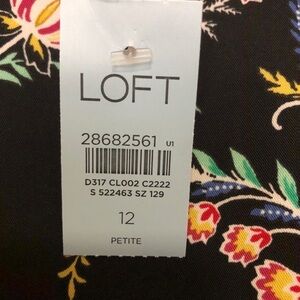 LOFT
28682561 U1
D317 CL002 C2222
S 522463 SZ 129
12
PETITE